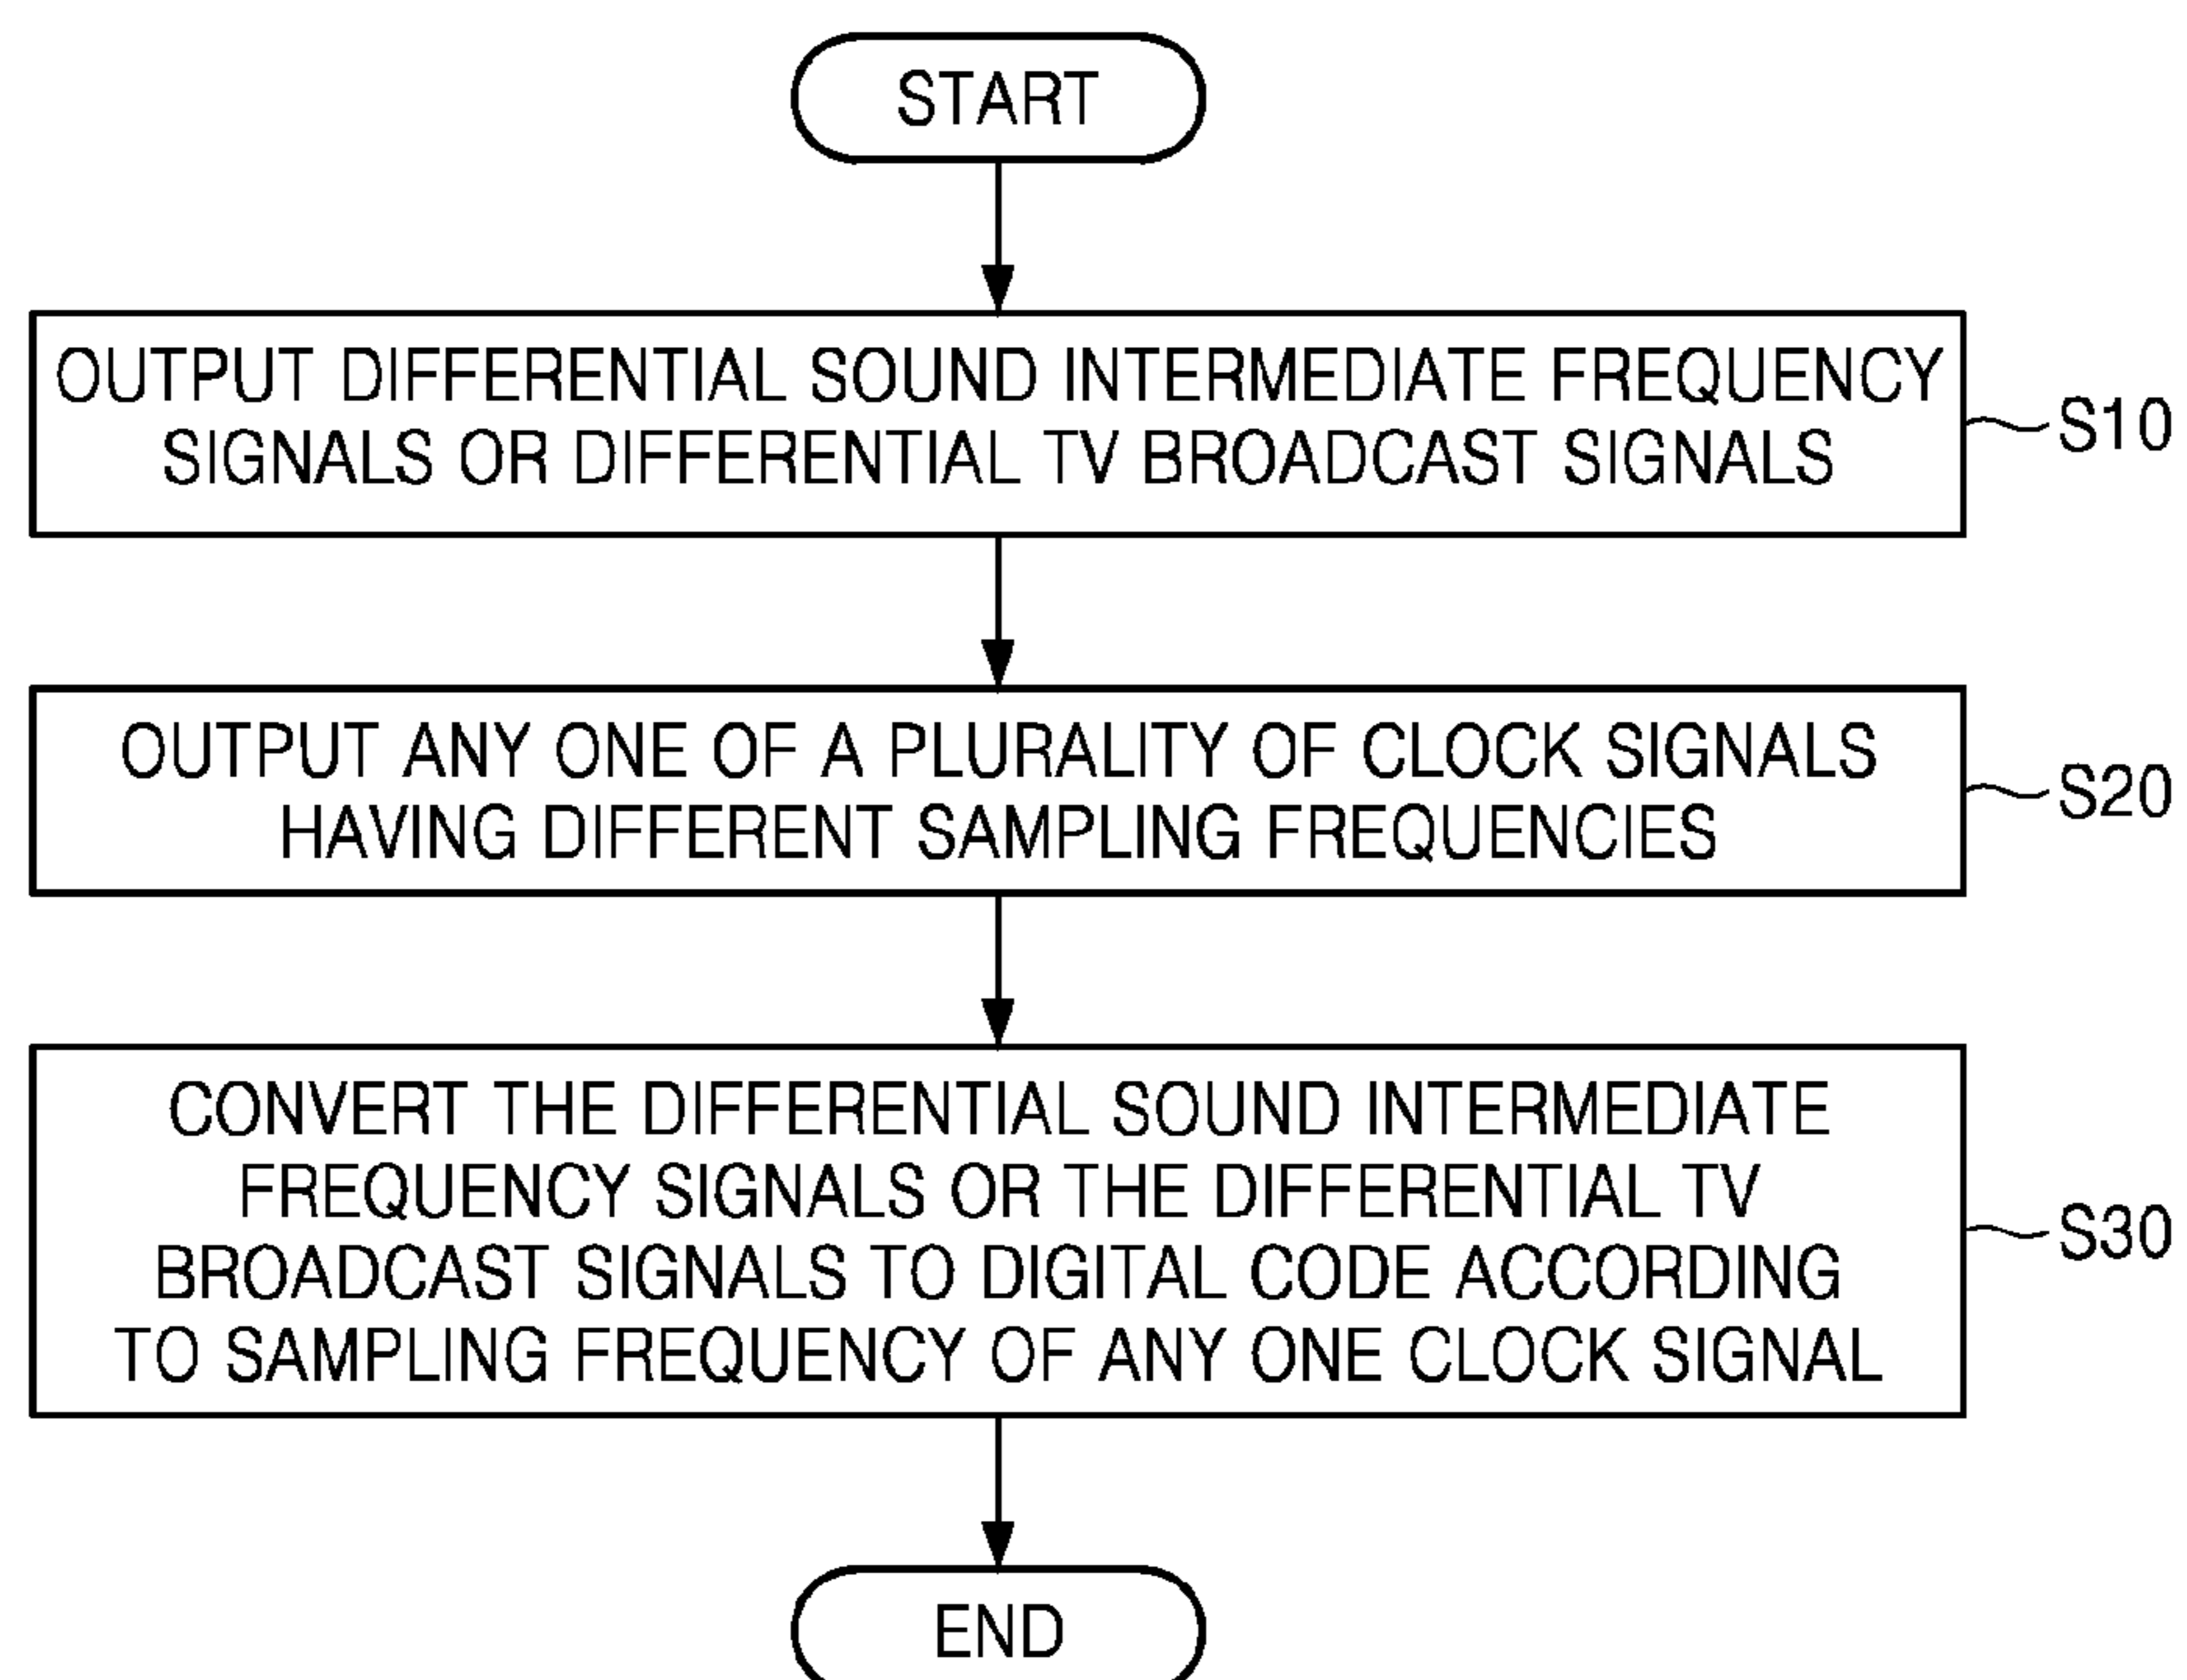 START
OUTPUT DIFFERENTIAL SOUND INTERMEDIATE FREQUENCY
SIGNALS OR DIFFERENTIAL TV BROADCAST SIGNALS
S10
OUTPUT ANY ONE OF A PLURALITY OF CLOCK SIGNALS
HAVING DIFFERENT SAMPLING FREQUENCIES
S20
CONVERT THE DIFFERENTIAL SOUND INTERMEDIATE
FREQUENCY SIGNALS OR THE DIFFERENTIAL TV
BROADCAST SIGNALS TO DIGITAL CODE ACCORDING
TO SAMPLING FREQUENCY OF ANY ONE CLOCK SIGNAL
S30
END